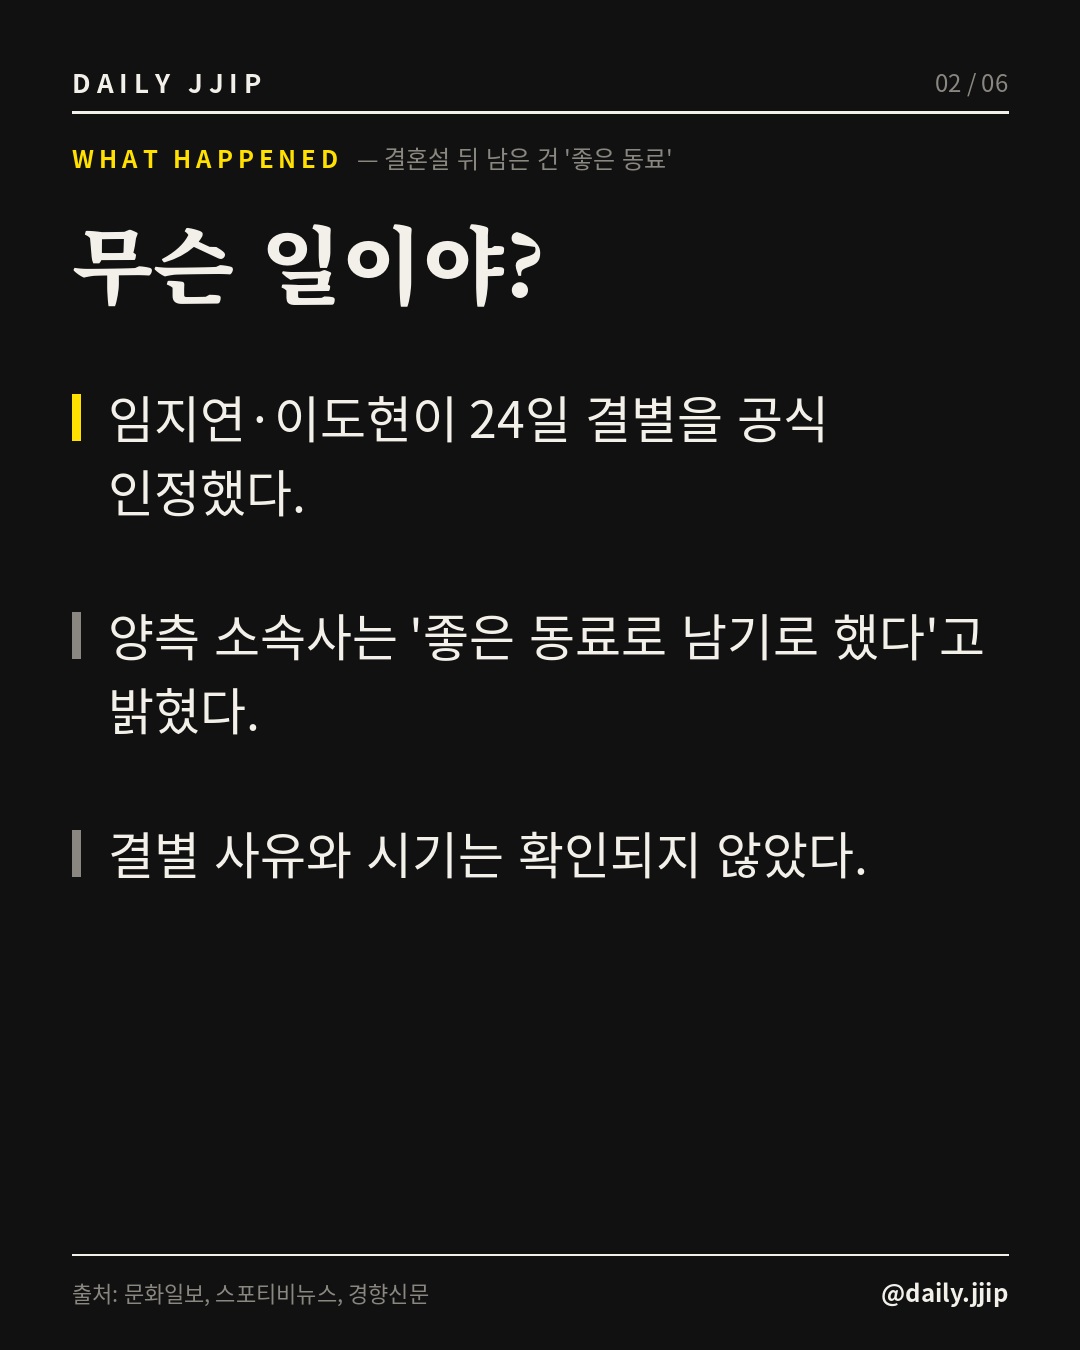 DAILY JJIP
02 / 06
WHAT HAPPENED — 결혼설 뒤 남은 건 '좋은 동료'
무슨 일이야?
임지연·이도현이 24일 결별을 공식
인정했다.
양측 소속사는 '좋은 동료로 남기로 했다'고
밝혔다.
결별 사유와 시기는 확인되지 않았다.
출처: 문화일보, 스포티비뉴스, 경향신문
@daily.jjip